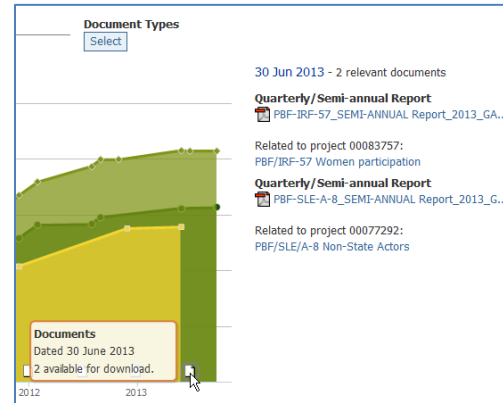 Document Types
Select
30 Jun 2013 - 2 relevant documents
Quarterly/Semi-annual Report
PBF-IRF-57_SEMI-ANNUAL Report_2013_GA..
Related to project 00083757:
PBF/IRF-57 Women participation
Quarterly/Semi-annual Report
PBF-SLE-A-8_SEMI-ANNUAL Report_2013_G..
Related to project 00077292:
PBF/SLE/A-8 Non-State Actors
Documents
Dated 30 June 2013
2 available for download.
2012
2013